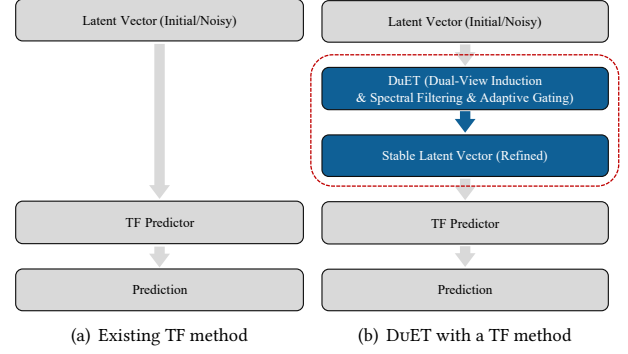 Latent Vector (Initial/Noisy)
TF Predictor
Prediction
(a) Existing TF method
Latent Vector (Initial/Noisy)
DuET (Dual-View Induction
& Spectral Filtering & Adaptive Gating)
Stable Latent Vector (Refined)
TF Predictor
Prediction
(b) DuET with a TF method